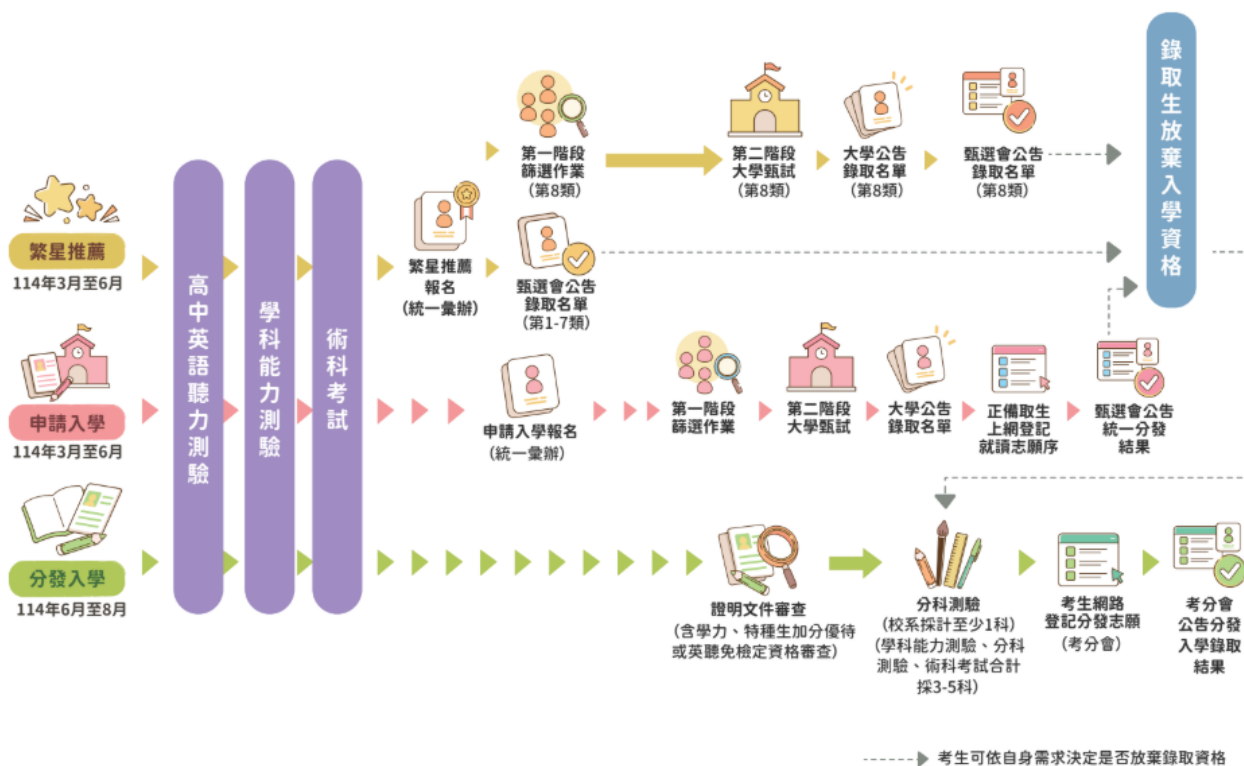 繁星推薦
114年3月至6月
申請入學
114年3月至6月
分發入學
114年6月至8月
高中英語聽力測驗
學科能力測驗
術科考試
繁星推薦
報名
(統一彙辦)
第一階段
篩選作業
(第8類)
第二階段
大學甄試
(第8類)
大學公告
錄取名單
(第8類)
甄選會公告
錄取名單
(第8類)
甄選會公告
錄取名單
(第1-7類)
錄取生放棄入學資格
申請入學報名
(統一彙辦)
第一階段
篩選作業
第二階段
大學甄試
大學公告
錄取名單
正備取生
上網登記
就讀志願序
甄選會公告
統一分發
結果
證明文件審查
(含學力、特種生加分優待
或英聽免檢定資格審查)
分科測驗
(校系採計至少1科)
(學科能力測驗、分科
測驗、術科考試合計
採3-5科)
考生網路
登記分發志願
(考分會)
考分會
公告分發
入學錄取
結果
考生可依自身需求決定是否放棄錄取資格